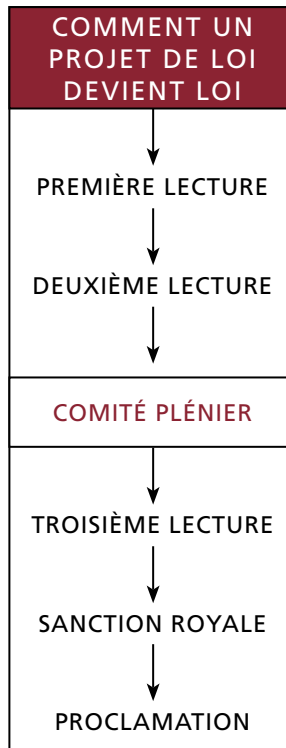 COMMENT UN
PROJET DE LOI
DEVIENT LOI
PREMIÈRE LECTURE
DEUXIÈME LECTURE
COMITÉ PLÉNIER
TROISIÈME LECTURE
SANCTION ROYALE
PROCLAMATION